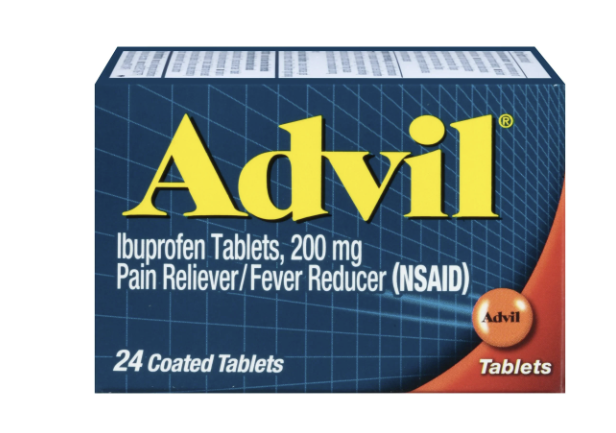 Advil®
Ibuprofen Tablets, 200 mg
Pain Reliever/Fever Reducer (NSAID)
Advil
24 Coated Tablets
Tablets